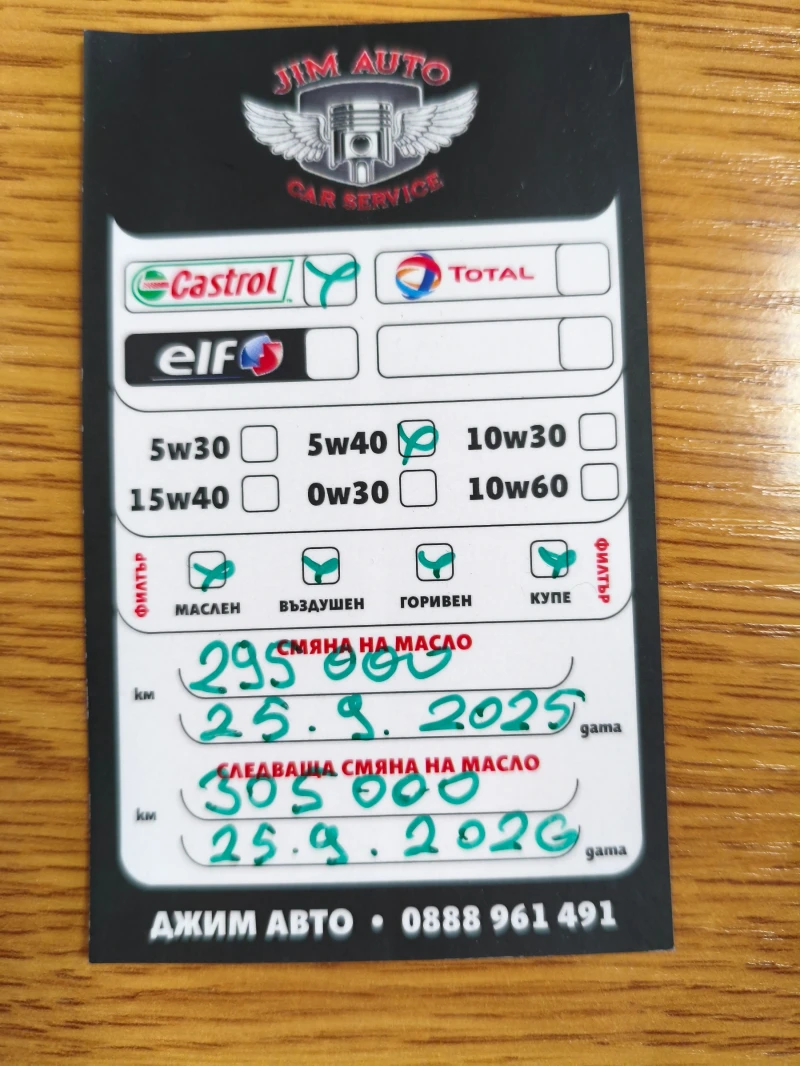 JIM AUTO
CAR SERVICE
Castrol TOTAL
elf
5w30 5w40 10w30
15w40 0w30 10w60
ФИЛТЪР МАСЛЕН ВЪЗДУШЕН ГОРИВЕН КУПЕ ФИЛТЪР
СМЯНА НА МАСЛО
km 295 000
25.9.2025 дата
СЛЕДВАЩА СМЯНА НА МАСЛО
km 305 000
25.9.2026 дата
ДЖИМ АВТО • 0888 961 491